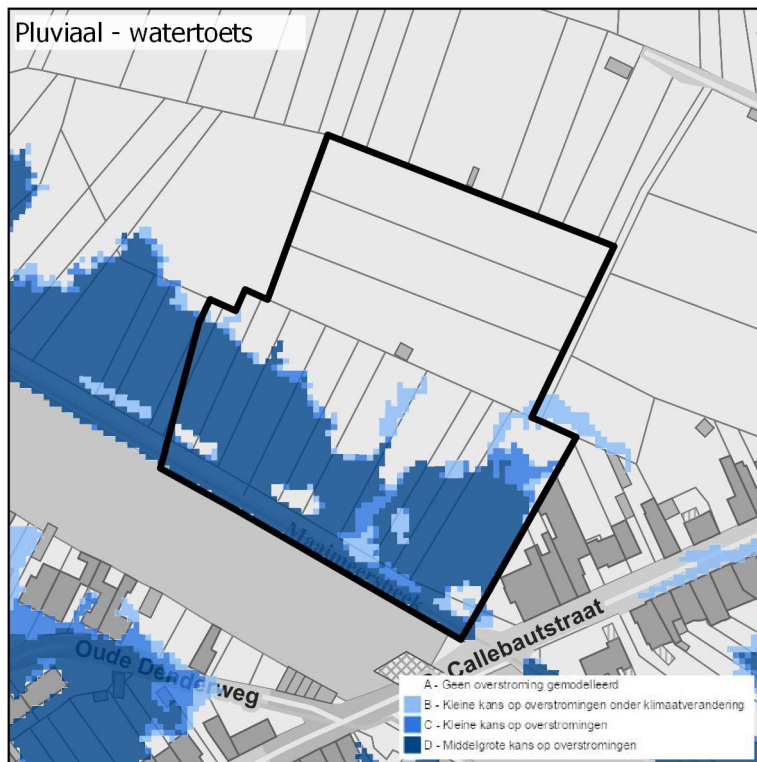 Pluviaal - watertoets
Maaimeersbeek
Oude Denderweg
Callebautstraat
A - Geen overstroming gemodelleerd
B - Kleine kans op overstromingen onder klimaatverandering
C - Kleine kans op overstromingen
D - Middelgrote kans op overstromingen